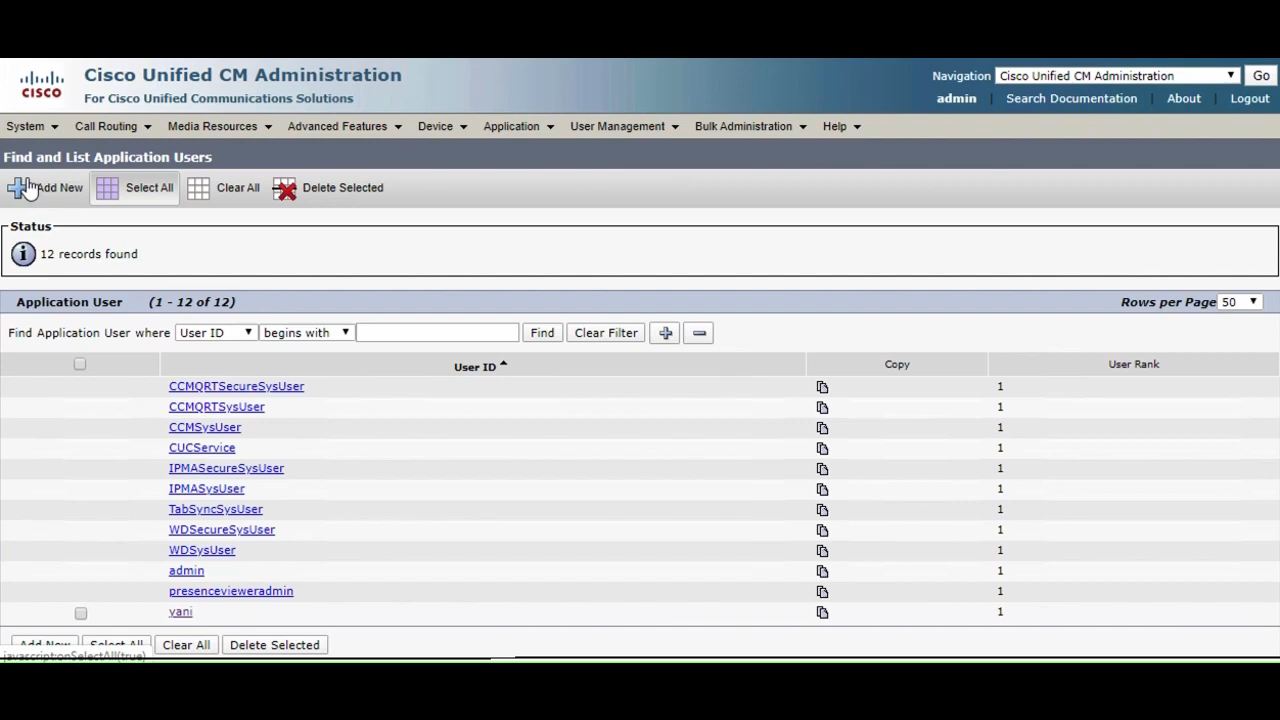 Cisco Unified CM Administration
CISCO
For Cisco Unified Communications Solutions
Navigation Cisco Unified CM Administration Go
admin | Search Documentation | About | Logout
System Call Routing Media Resources Advanced Features Device Application User Management Bulk Administration Help
Find and List Application Users
Add New Select All Clear All Delete Selected
Status
12 records found
Application User (1 - 12 of 12) Rows per Page 50
Find Application User where User ID begins with Find Clear Filter
User ID Copy User Rank
CCMQRTSecureSysUser 1
CCMQRTSysUser 1
CCMSysUser 1
CUCService 1
IPMASecureSysUser 1
IPMASysUser 1
TabSyncSysUser 1
WDSecureSysUser 1
WDSysUser 1
admin 1
presencevieweradmin 1
yani 1
Add New Select All Clear All Delete Selected
javascript:onSelectAll(true)